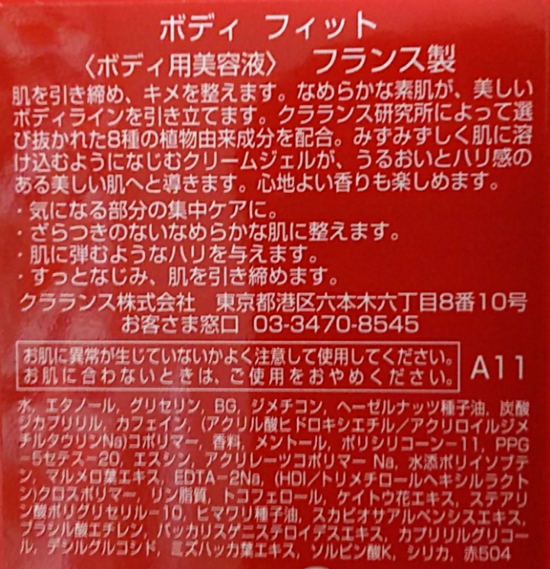 ボディ フィット
〈ボディ用美容液〉　フランス製
肌を引き締め、キメを整えます。なめらかな素肌が、美しい
ボディラインを引き立てます。クラランス研究所によって選
び抜かれた8種の植物由来成分を配合。みずみずしく肌に溶
け込むようになじむクリームジェルが、うるおいとハリ感の
ある美しい肌へと導きます。心地よい香りも楽しめます。
・気になる部分の集中ケアに。
・ざらつきのないなめらかな肌に整えます。
・肌に弾むようなハリを与えます。
・すっとなじみ、肌を引き締めます。
クラランス株式会社　東京都港区六本木六丁目8番10号
お客さま窓口　03-3470-8545
お肌に異常が生じていないかよく注意して使用してください。
お肌に合わないときは、ご使用をおやめください。
A11
水, エタノール, グリセリン, BG, ジメチコン, ヘーゼルナッツ種子油, 炭酸
ジカプリリル, カフェイン, (アクリル酸ヒドロキシエチル/アクリロイルジメ
チルタウリンNa)コポリマー, 香料, メントール, ポリシリコーン-11, PPG
-5セテス-20, エスシン, アクリレーツコポリマー Na, 水添ポリイソブテ
ン, マルメロ葉エキス, EDTA-2Na, (HDI/トリメチロールヘキシルラクト
ン)クロスポリマー, リン脂質, トコフェロール, ケイトウ花エキス, ステアリ
ン酸ポリグリセリル-10, ヒマワリ種子油, スカビオサアルベンシスエキス,
ブラシル酸エチレン, バッカリスゲニステロイデスエキス, カプリリルグリコー
ル, デシルグルコシド, ミズハッカ葉エキス, ソルビン酸K, シリカ, 赤504